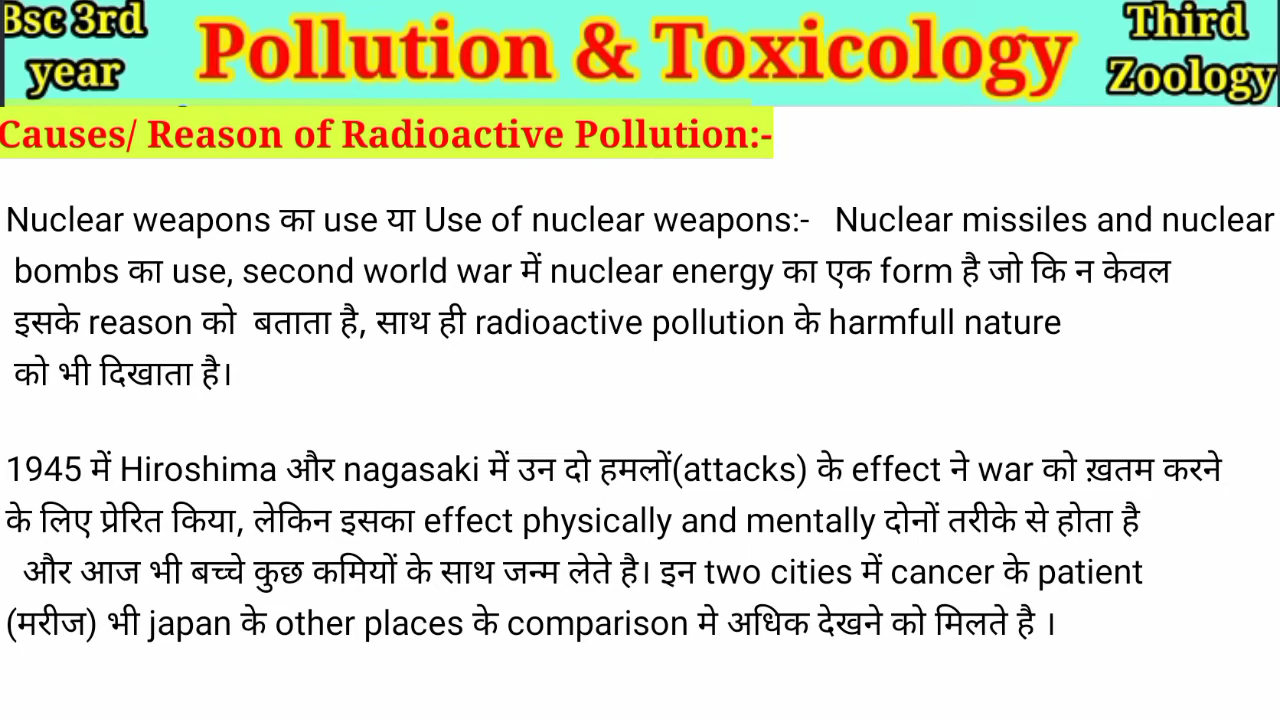 Bsc 3rd
year
Pollution & Toxicology
Third
Zoology
Causes/ Reason of Radioactive Pollution:-
Nuclear weapons का use या Use of nuclear weapons:- Nuclear missiles and nuclear
bombs का use, second world war में nuclear energy का एक form है जो कि न केवल
इसके reason को बताता है, साथ ही radioactive pollution के harmfull nature
को भी दिखाता है।
1945 में Hiroshima और nagasaki में उन दो हमलों(attacks) के effect ने war को ख़तम करने
के लिए प्रेरित किया, लेकिन इसका effect physically and mentally दोनों तरीके से होता है
और आज भी बच्चे कुछ कमियों के साथ जन्म लेते है। इन two cities में cancer के patient
(मरीज) भी japan के other places के comparison मे अधिक देखने को मिलते है ।